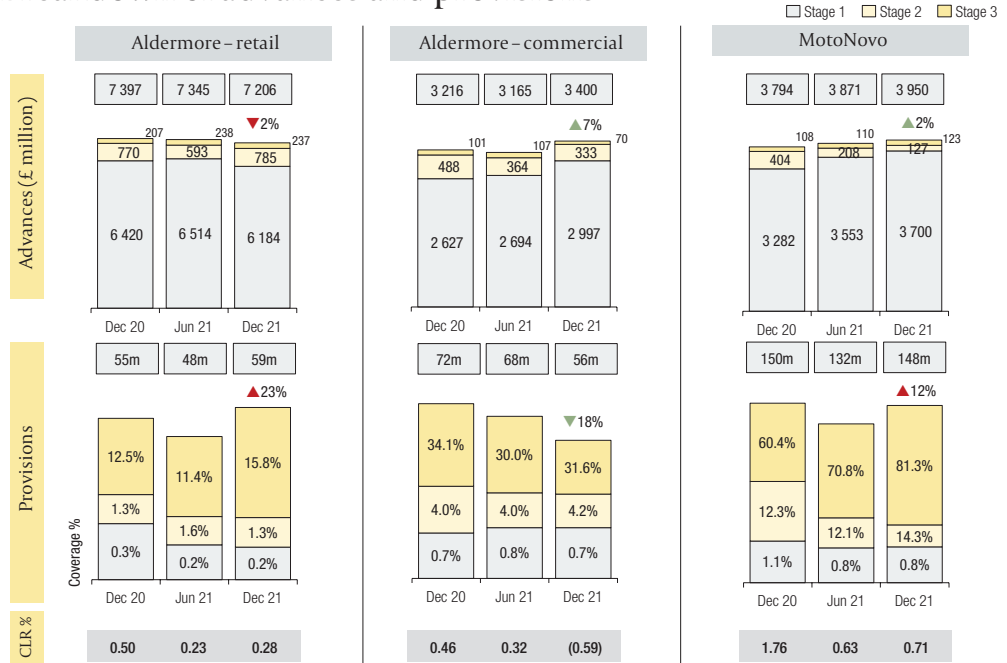 Stage 1 Stage 2 Stage 3
Aldermore – retail Aldermore – commercial MotoNovo
Advances (£ million)
7 397 7 345 7 206 3 216 3 165 3 400 3 794 3 871 3 950
▼2% ▲7% ▲2%
207 238 237 101 107 70 108 110 123
770 593 785 488 364 333 404 208 127
6 420 6 514 6 184 2 627 2 694 2 997 3 282 3 553 3 700
Dec 20 Jun 21 Dec 21 Dec 20 Jun 21 Dec 21 Dec 20 Jun 21 Dec 21
Provisions
55m 48m 59m 72m 68m 56m 150m 132m 148m
▲23% ▼18% ▲12%
Coverage %
12.5% 11.4% 15.8% 34.1% 30.0% 31.6% 60.4% 70.8% 81.3%
1.3% 1.6% 1.3% 4.0% 4.0% 4.2% 12.3% 12.1% 14.3%
0.3% 0.2% 0.2% 0.7% 0.8% 0.7% 1.1% 0.8% 0.8%
Dec 20 Jun 21 Dec 21 Dec 20 Jun 21 Dec 21 Dec 20 Jun 21 Dec 21
CLR %
0.50 0.23 0.28 0.46 0.32 (0.59) 1.76 0.63 0.71